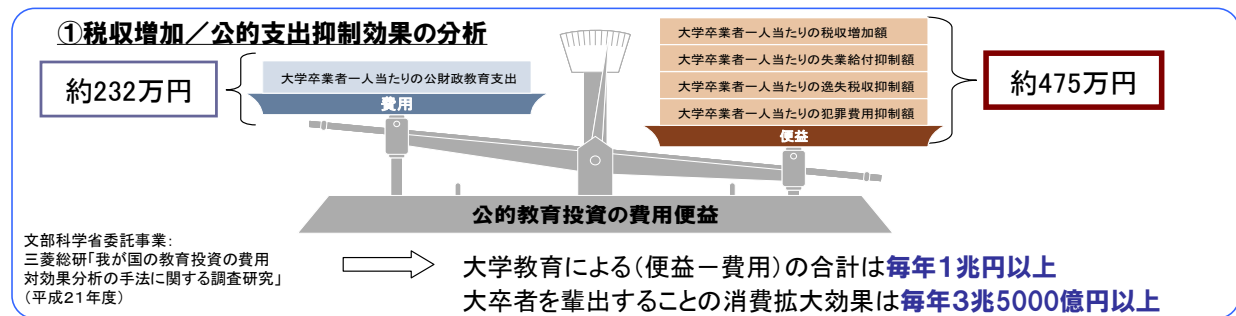 ①税収増加／公的支出抑制効果の分析
約232万円
大学卒業者一人当たりの公財政教育支出
費用
大学卒業者一人当たりの税収増加額
大学卒業者一人当たりの失業給付抑制額
大学卒業者一人当たりの逸失税収抑制額
大学卒業者一人当たりの犯罪費用抑制額
便益
約475万円
公的教育投資の費用便益
文部科学省委託事業：
三菱総研「我が国の教育投資の費用
対効果分析の手法に関する調査研究」
（平成２１年度）
大学教育による（便益－費用）の合計は毎年１兆円以上
大卒者を輩出することの消費拡大効果は毎年３兆5000億円以上